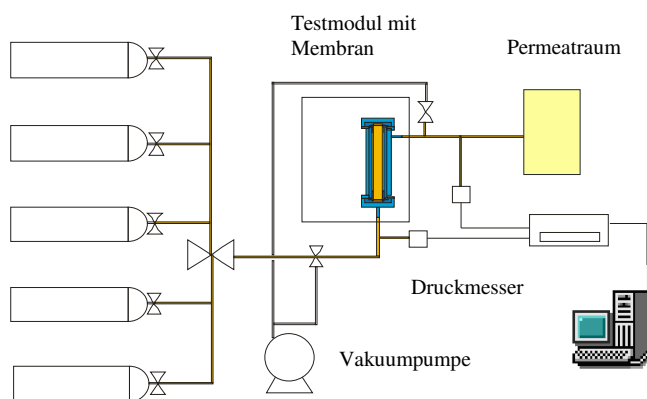 Testmodul mit
Membran
Permeatraum
Druckmesser
Vakuumpumpe